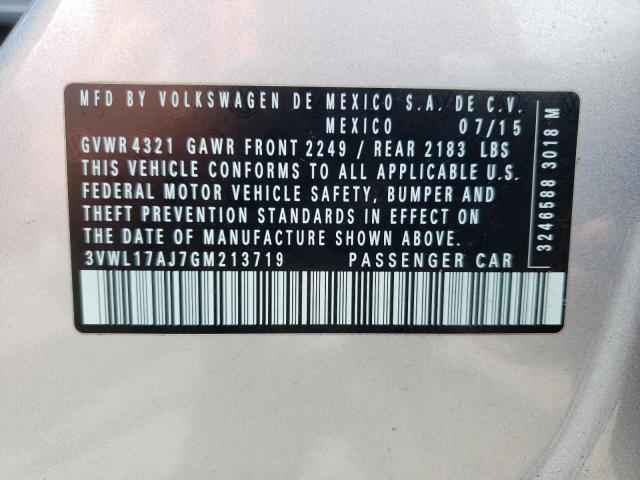 MFD BY VOLKSWAGEN DE MEXICO S.A. DE C.V.
MEXICO 07/15
GVWR 4321 GAWR FRONT 2249 / REAR 2183 LBS
THIS VEHICLE CONFORMS TO ALL APPLICABLE U.S.
FEDERAL MOTOR VEHICLE SAFETY, BUMPER AND
THEFT PREVENTION STANDARDS IN EFFECT ON
THE DATE OF MANUFACTURE SHOWN ABOVE.
3VWL17AJ7GM213719 PASSENGER CAR
3246588 3018 M